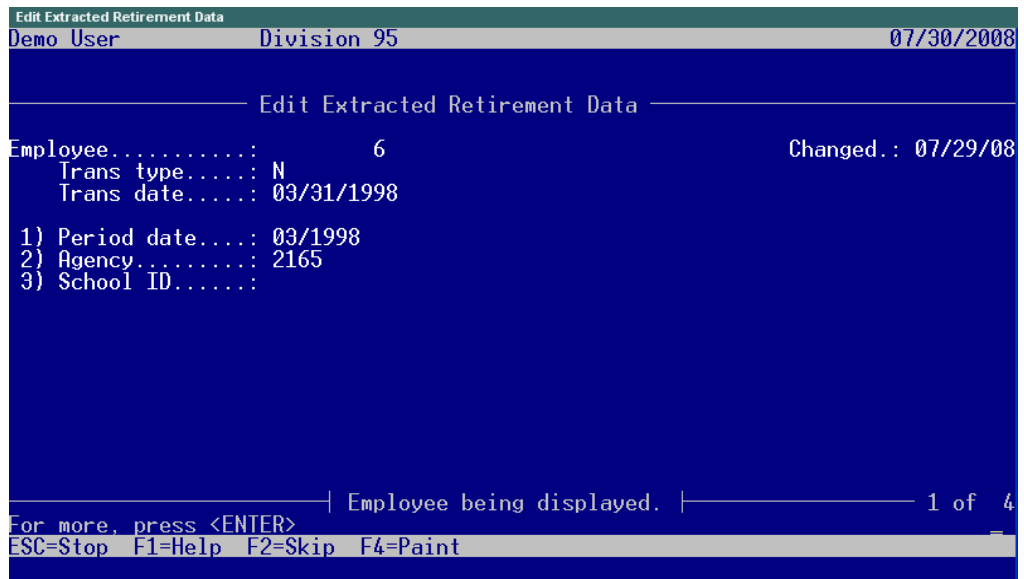 Edit Extracted Retirement Data
Demo User Division 95 07/30/2008
Edit Extracted Retirement Data
Employee...........: 6 Changed.: 07/29/08
Trans type.....: N
Trans date.....: 03/31/1998
1) Period date....: 03/1998
2) Agency.........: 2165
3) School ID......:
Employee being displayed. 1 of 4
For more, press <ENTER>
ESC=Stop F1=Help F2=Skip F4=Paint